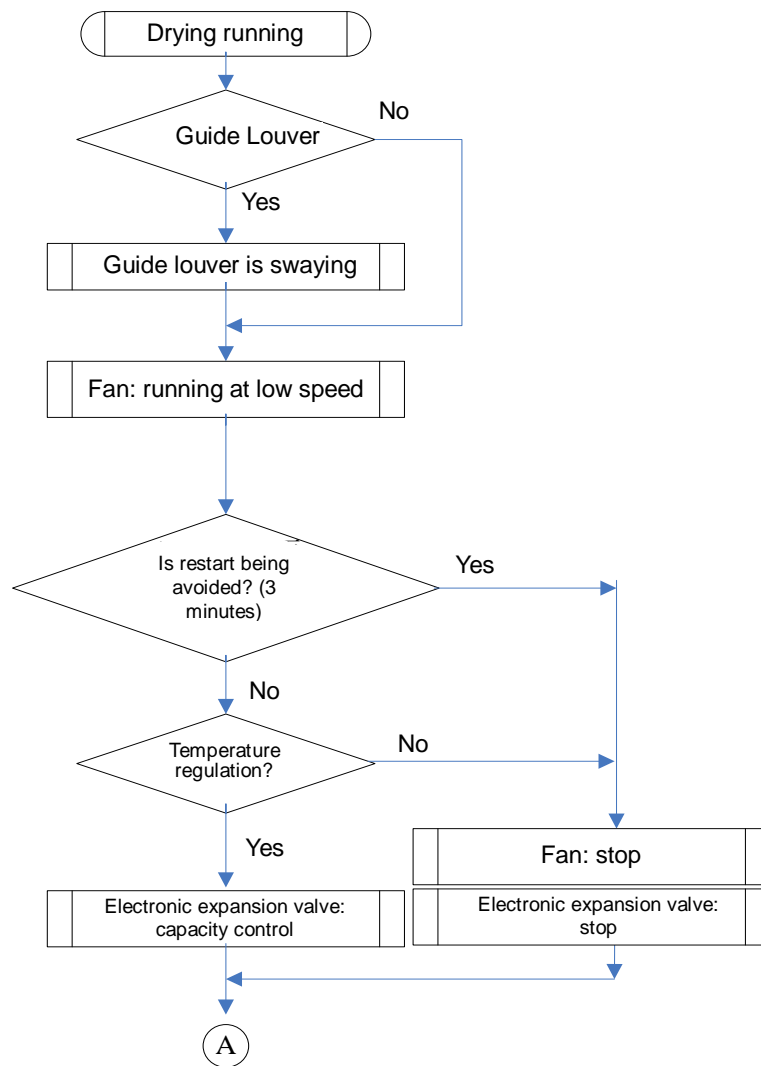 Drying running
Guide Louver
No
Yes
Guide louver is swaying
Fan: running at low speed
Is restart being
avoided? (3
minutes)
Yes
No
Temperature
regulation?
No
Yes
Fan: stop
Electronic expansion valve:
capacity control
Electronic expansion valve:
stop
A